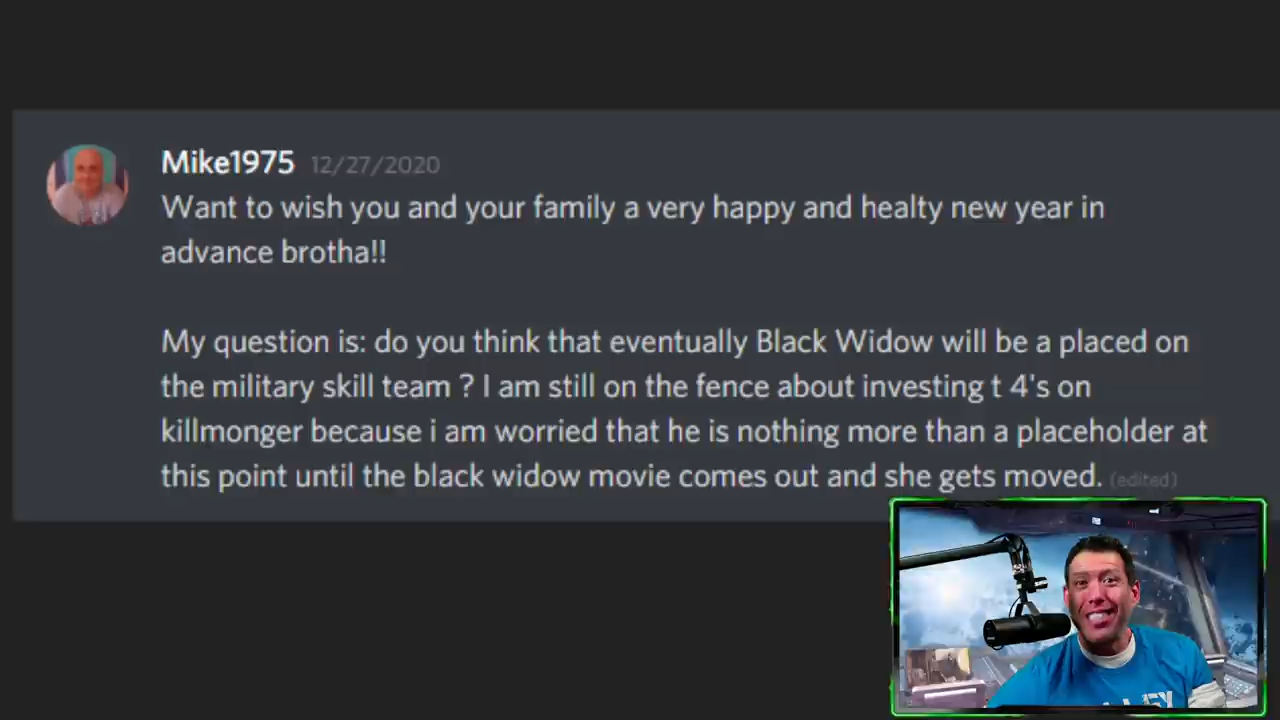 Mike1975 12/27/2020
Want to wish you and your family a very happy and healty new year in
advance brotha!!
My question is: do you think that eventually Black Widow will be a placed on
the military skill team ? I am still on the fence about investing t 4's on
killmonger because i am worried that he is nothing more than a placeholder at
this point until the black widow movie comes out and she gets moved. (edited)